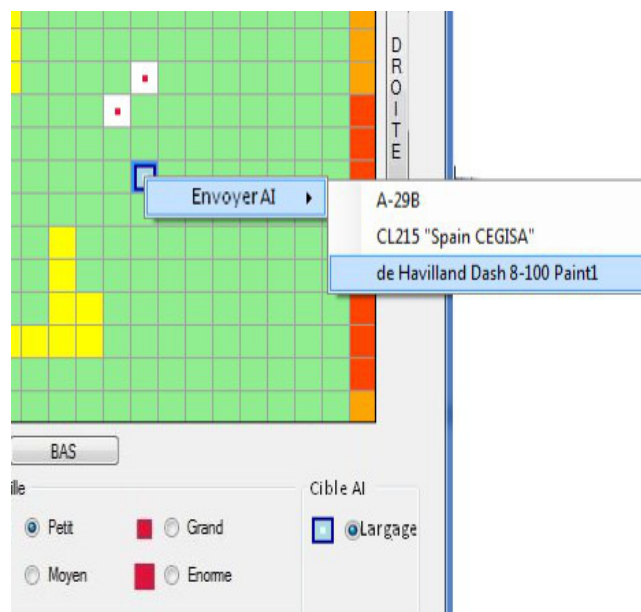 DROITE
Envoyer AI
A-29B
CL215 "Spain CEGISA"
de Havilland Dash 8-100 Paint1
BAS
ille
Cible AI
Petit
Grand
Largage
Moyen
Enorme